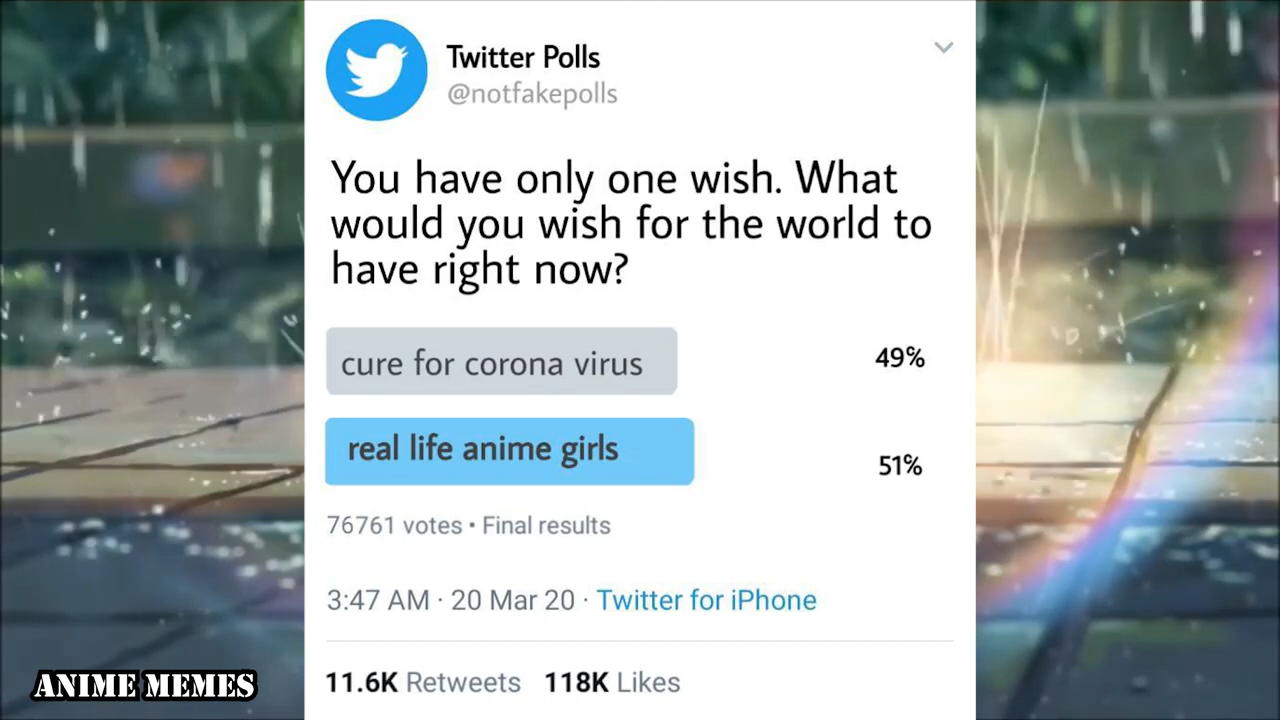 Twitter Polls
@notfakepolls
You have only one wish. What
would you wish for the world to
have right now?
cure for corona virus 49%
real life anime girls 51%
76761 votes • Final results
3:47 AM · 20 Mar 20 · Twitter for iPhone
11.6K Retweets 118K Likes
ANIME MEMES